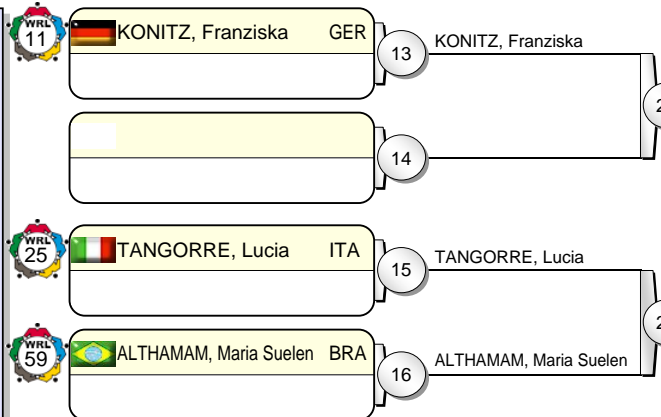 WRL
11
KONITZ, Franziska GER
13
KONITZ, Franziska
14
WRL
25
TANGORRE, Lucia ITA
15
TANGORRE, Lucia
WRL
59
ALTHAMAM, Maria Suelen BRA
16
ALTHAMAM, Maria Suelen